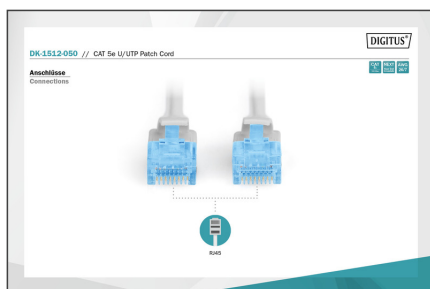 DIGITUS®
DK-1512-050 // CAT 5e U/UTP Patch Cord
Anschlüsse
Connections
RJ45